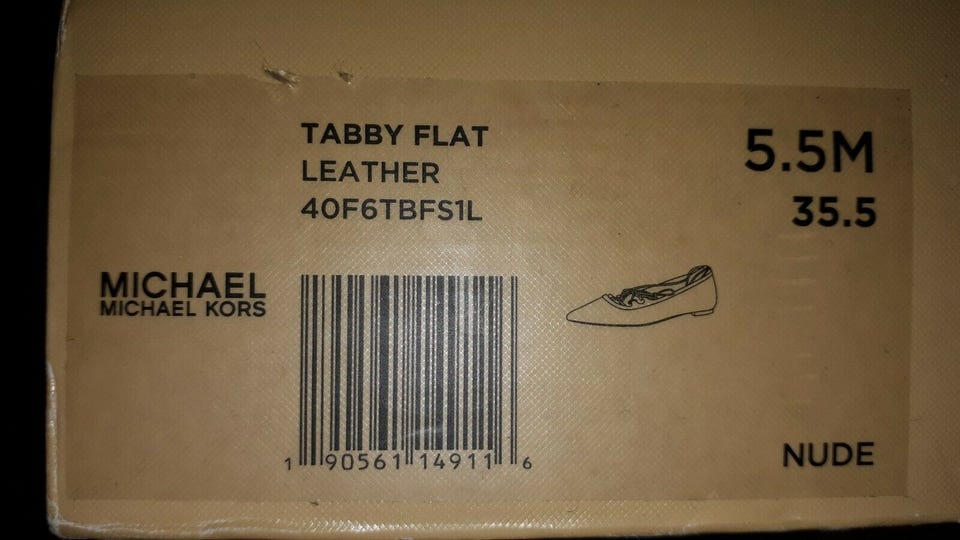 TABBY FLAT
LEATHER
40F6TBFS1L
5.5M
35.5
MICHAEL
MICHAEL KORS
1 90561 14911 6
NUDE